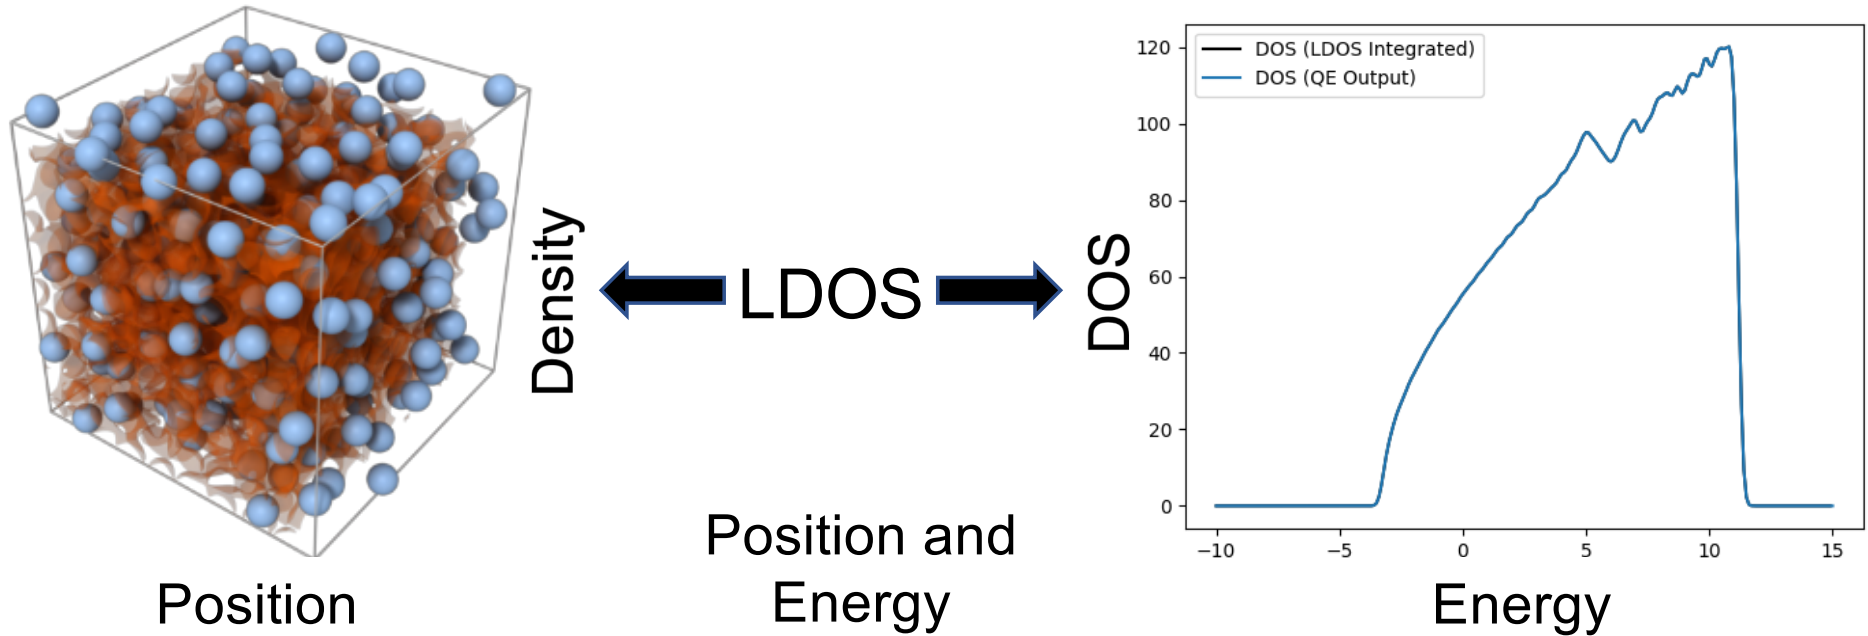 Density
Position
LDOS
Position and
Energy
DOS
DOS (LDOS Integrated)
DOS (QE Output)
120
100
80
60
40
20
0
−10
−5
0
5
10
15
Energy